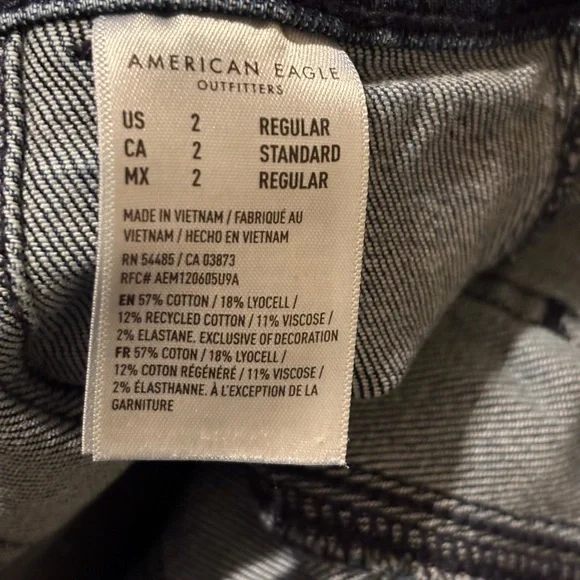 AMERICAN EAGLE
OUTFITTERS
US 2 REGULAR
CA 2 STANDARD
MX 2 REGULAR
MADE IN VIETNAM / FABRIQUÉ AU
VIETNAM / HECHO EN VIETNAM
RN 54485 / CA 03873
RFC# AEM120605U9A
EN 57% COTTON / 18% LYOCELL /
12% RECYCLED COTTON / 11% VISCOSE /
2% ELASTANE. EXCLUSIVE OF DECORATION
FR 57% COTON / 18% LYOCELL /
12% COTON RÉGÉNÉRÉ / 11% VISCOSE /
2% ÉLASTHANNE. À L'EXCEPTION DE LA
GARNITURE